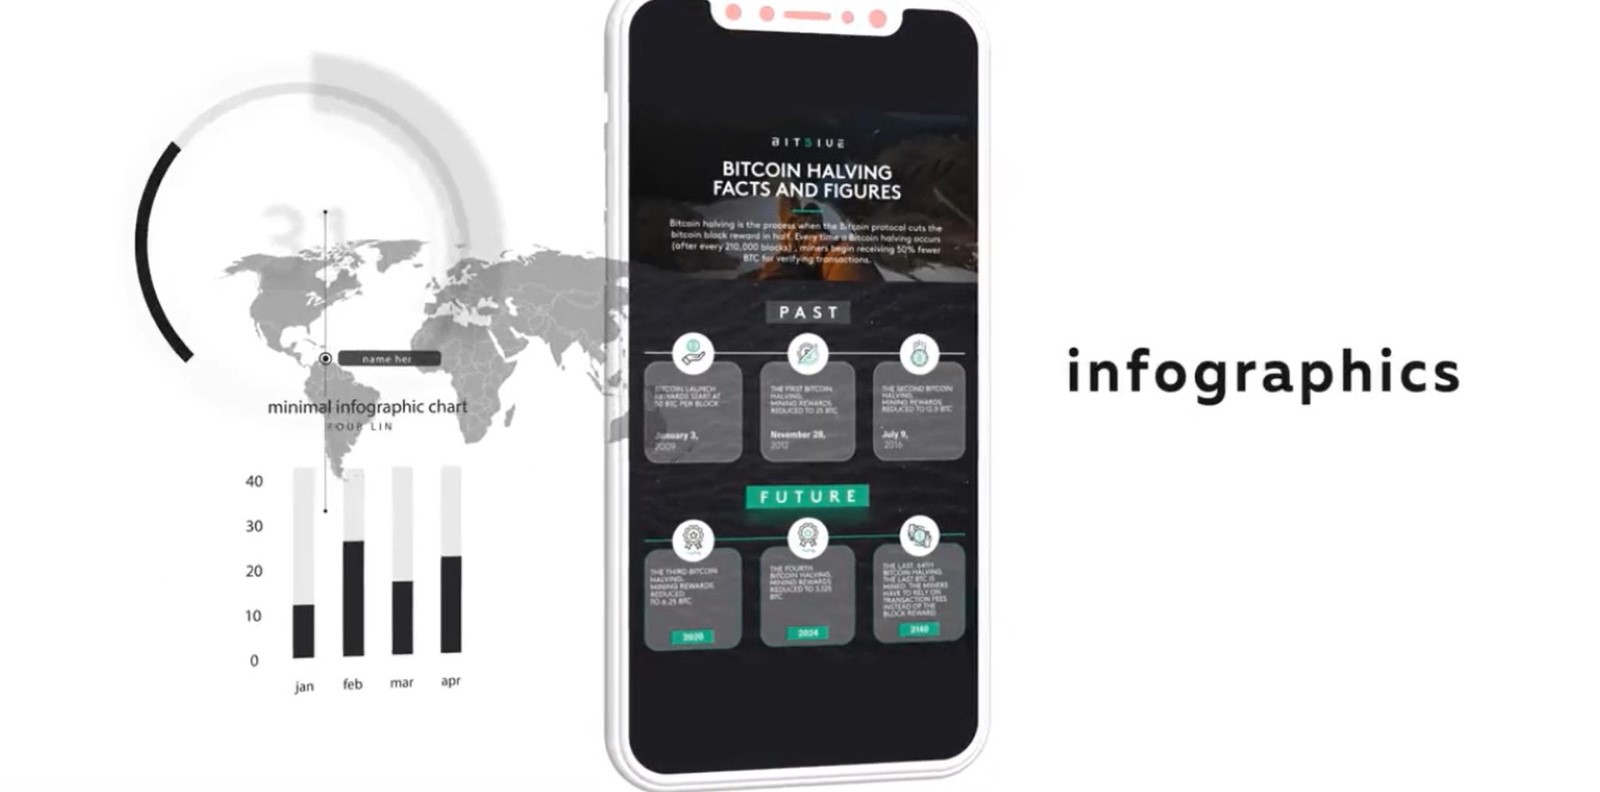 31
name her
minimal infographic chart
FOUR LIN
40
30
20
10
0
jan feb mar apr
BITSIVE
BITCOIN HALVING
FACTS AND FIGURES
Bitcoin halving is the process when the Bitcoin protocol cuts the
bitcoin block reward in half. Every time a Bitcoin halving occurs
(after every 210,000 blocks), miners begin receiving 50% fewer
BTC for verifying transactions.
PAST
BITCOIN LAUNCH
REWARDS START AT
50 BTC PER BLOCK
January 3,
2009
THE FIRST BITCOIN
HALVING,
MINING REWARDS
REDUCED TO 25 BTC
November 28,
2012
THE SECOND BITCOIN
HALVING,
MINING REWARDS
REDUCED TO 12.5 BTC
July 9,
2016
FUTURE
THE THIRD BITCOIN
HALVING,
MINING REWARDS
REDUCED
TO 6.25 BTC
2020
THE FOURTH
BITCOIN HALVING,
MINING REWARDS
REDUCED TO 3.125
BTC
2024
THE LAST, 64TH
BITCOIN HALVING,
THE LAST BTC IS
MINED. THE MINERS
HAVE TO RELY ON
TRANSACTION FEES
INSTEAD OF THE
BLOCK REWARD
2140
infographics